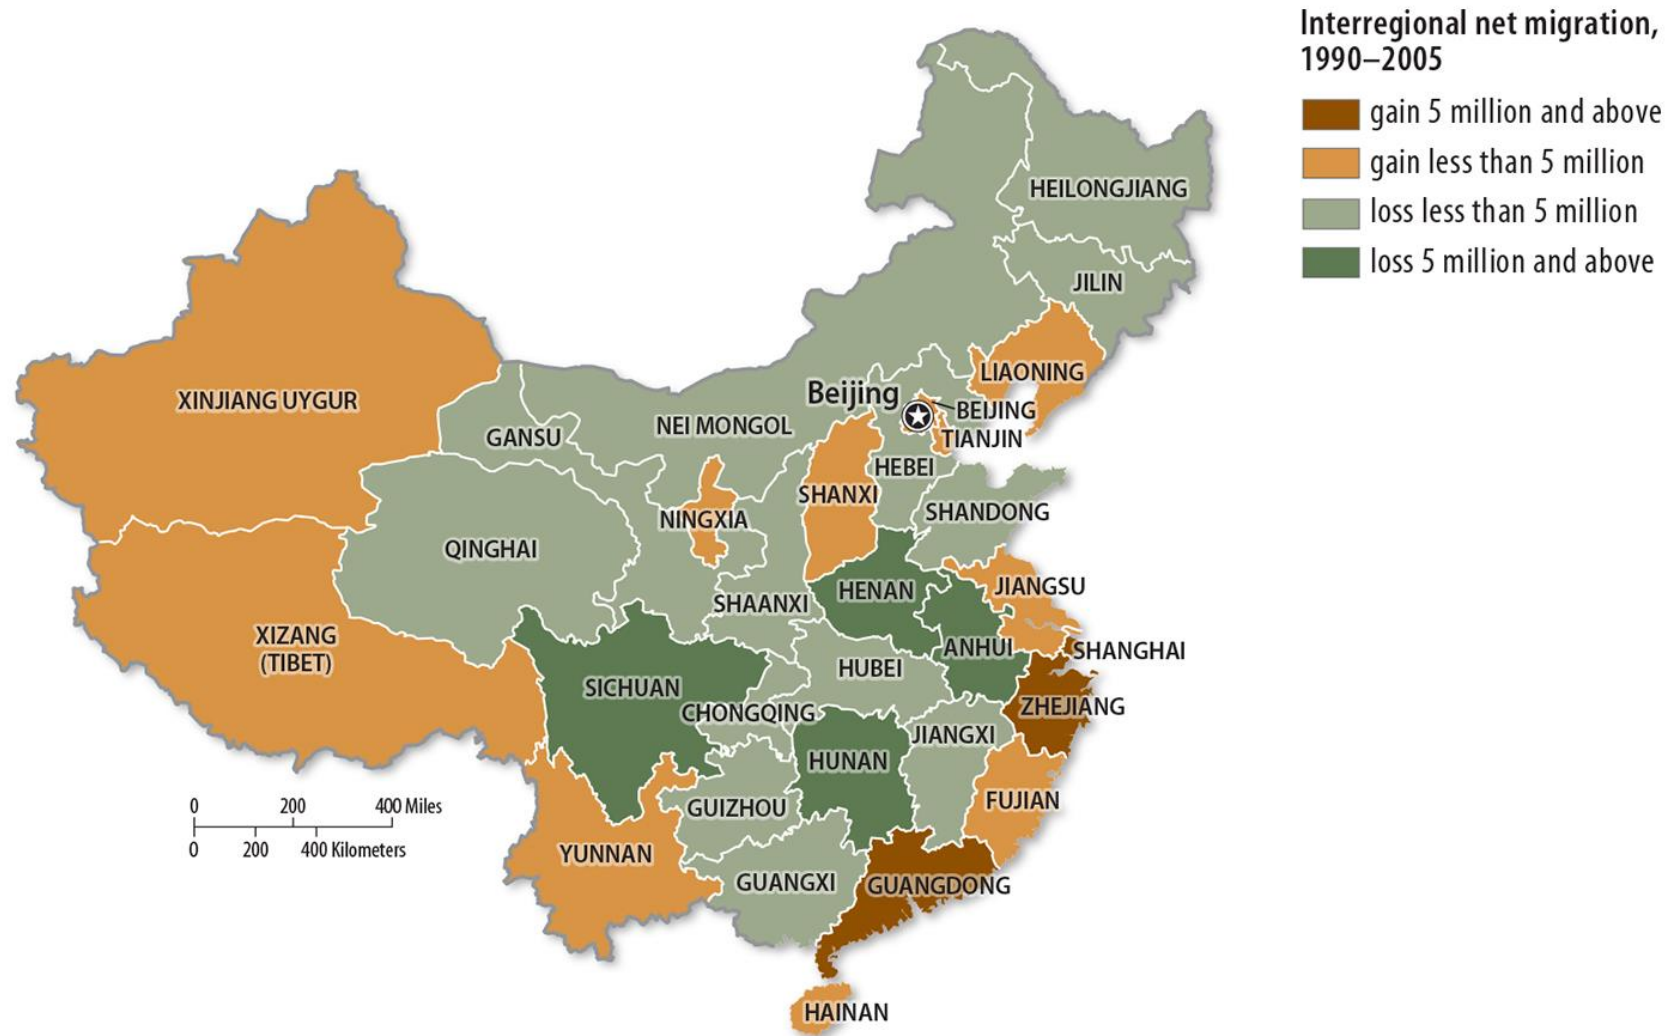 Interregional net migration,
1990–2005
gain 5 million and above
gain less than 5 million
loss less than 5 million
loss 5 million and above
HEILONGJIANG
JILIN
LIAONING
Beijing
BEIJING
TIANJIN
XINJIANG UYGUR
GANSU
NEI MONGOL
HEBEI
SHANXI
SHANDONG
NINGXIA
QINGHAI
SHAANXI
HENAN
JIANGSU
XIZANG
(TIBET)
ANHUI
SHANGHAI
HUBEI
SICHUAN
CHONGQING
ZHEJIANG
JIANGXI
HUNAN
FUJIAN
GUIZHOU
YUNNAN
GUANGXI
GUANGDONG
HAINAN
0 200 400 Miles
0 200 400 Kilometers